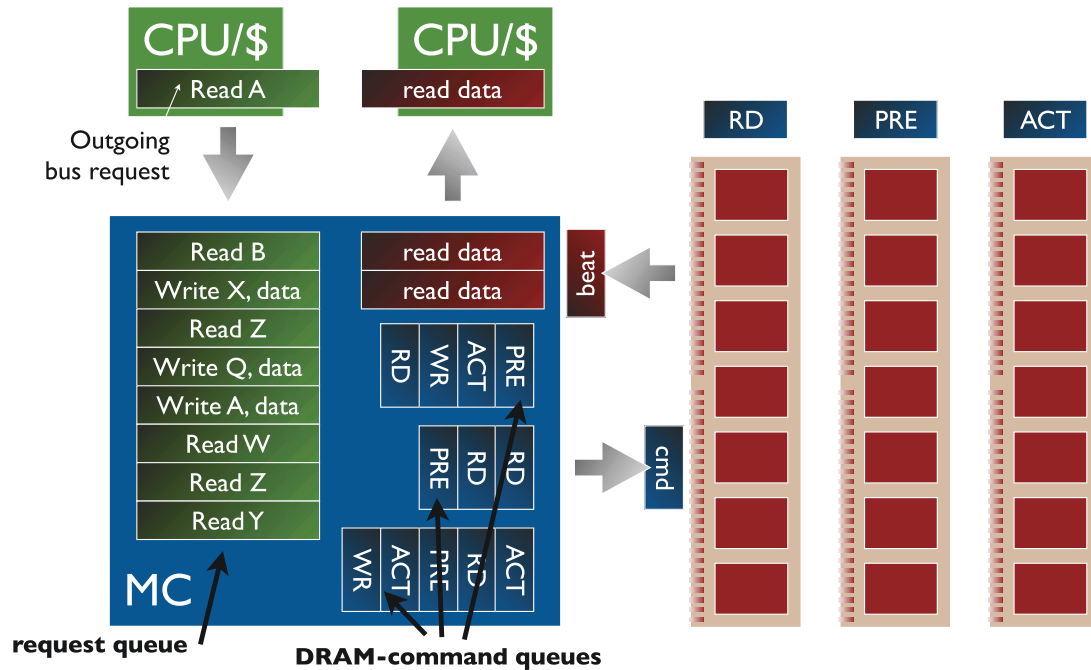 CPU/$
Read A
CPU/$
read data
Outgoing
bus request
RD
PRE
ACT
Read B
Write X, data
Read Z
Write Q, data
Write A, data
Read W
Read Z
Read Y
read data
read data
beat
RD
WR
ACT
PRE
PRE
RD
RD
cmd
WR
ACT
PRE
RD
ACT
MC
request queue
DRAM-command queues